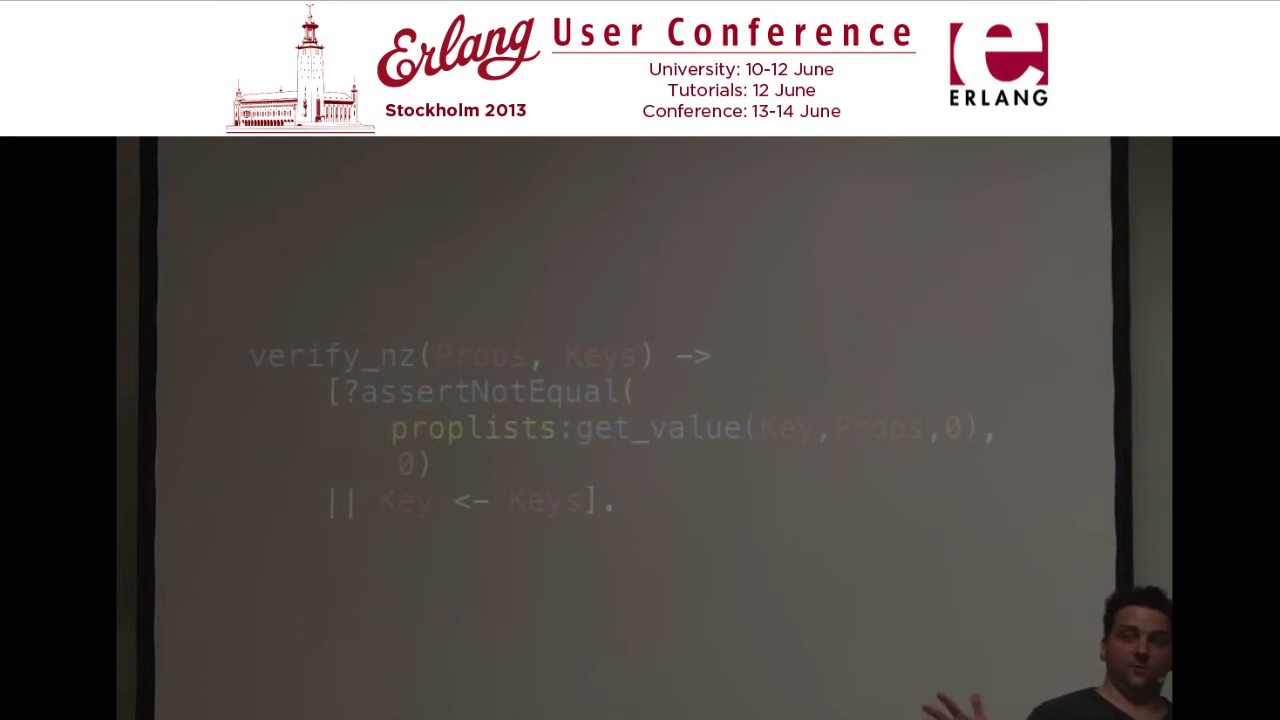 Erlang User Conference
Stockholm 2013
University: 10-12 June
Tutorials: 12 June
Conference: 13-14 June
ERLANG
verify_nz(Props, Keys) ->
[?assertNotEqual(
proplists:get_value(Key,Props,0),
0)
|| Key <- Keys].